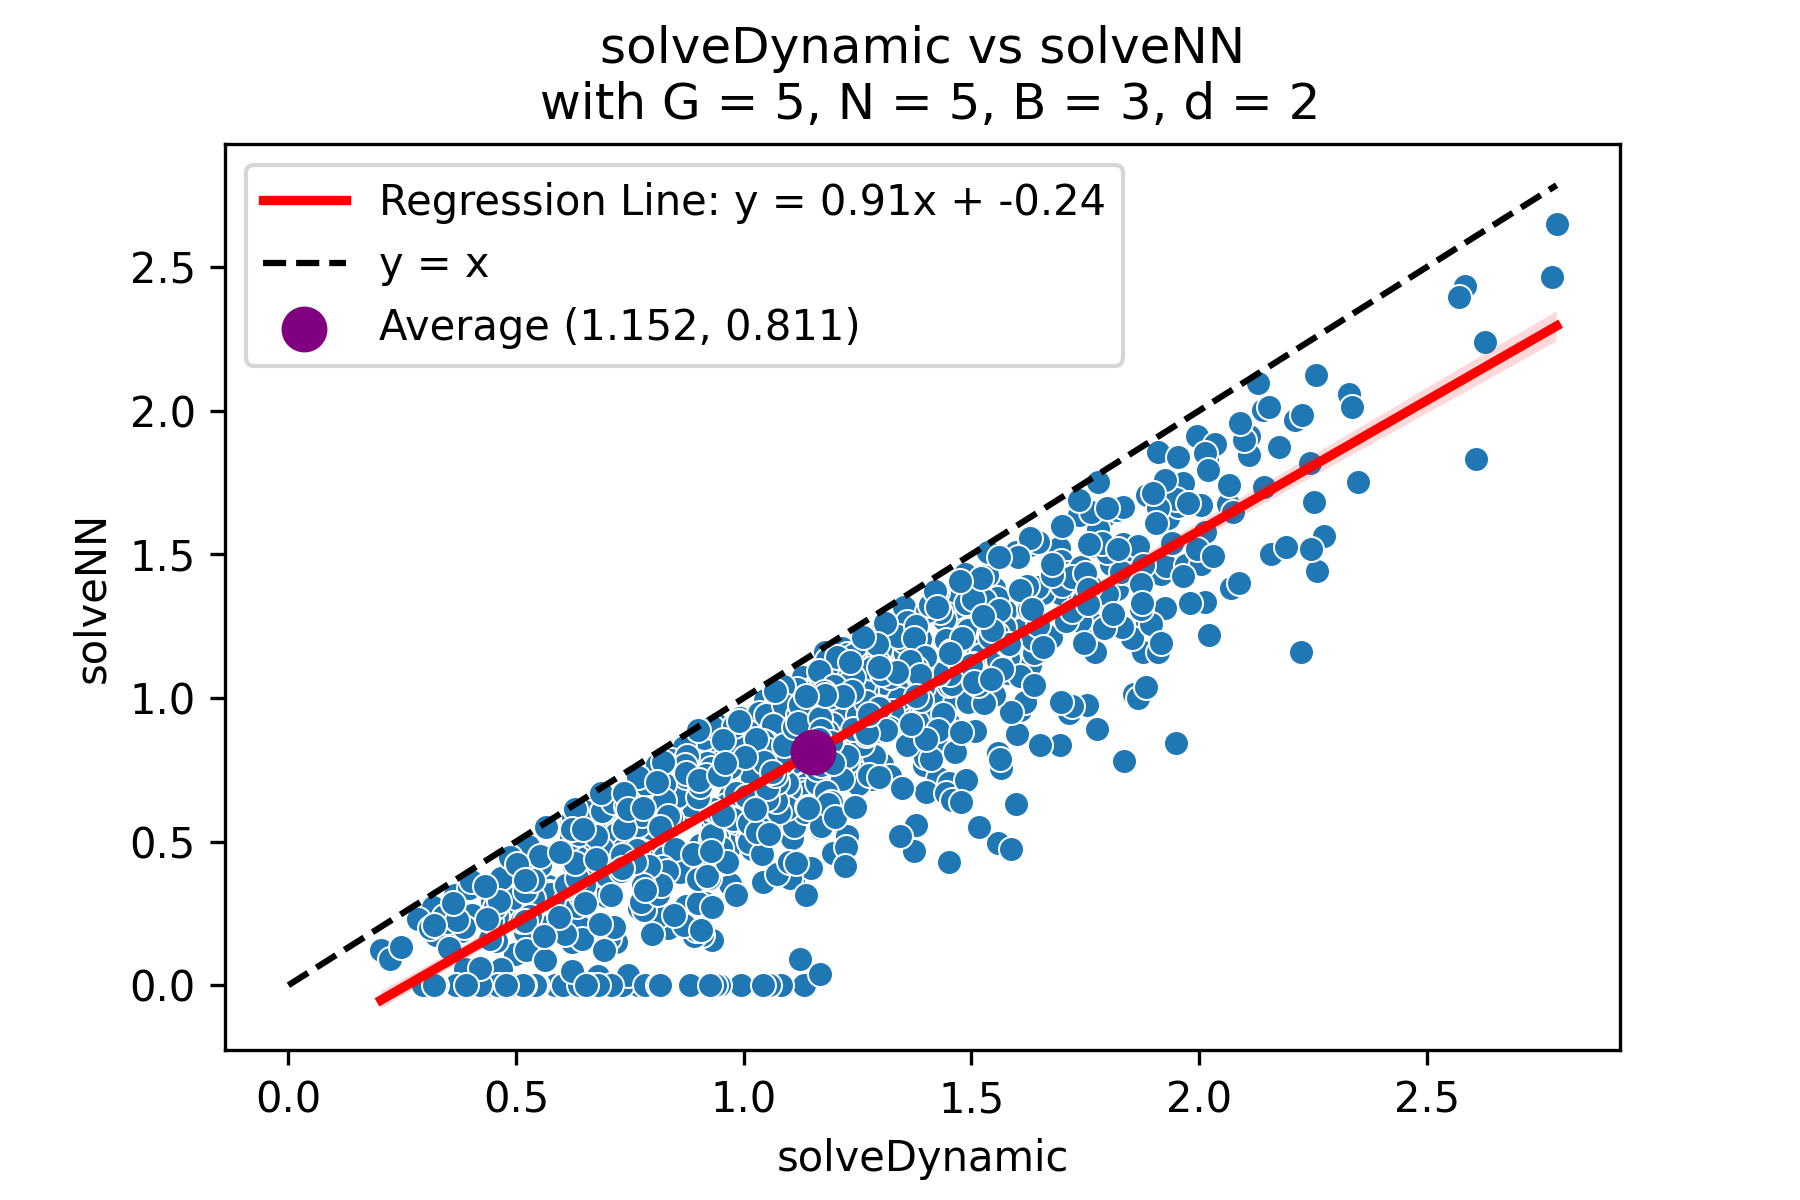 solveDynamic vs solveNN
with G = 5, N = 5, B = 3, d = 2
Regression Line: y = 0.91x + -0.24
y = x
Average (1.152, 0.811)
solveNN
2.5
2.0
1.5
1.0
0.5
0.0
0.0 0.5 1.0 1.5 2.0 2.5
solveDynamic